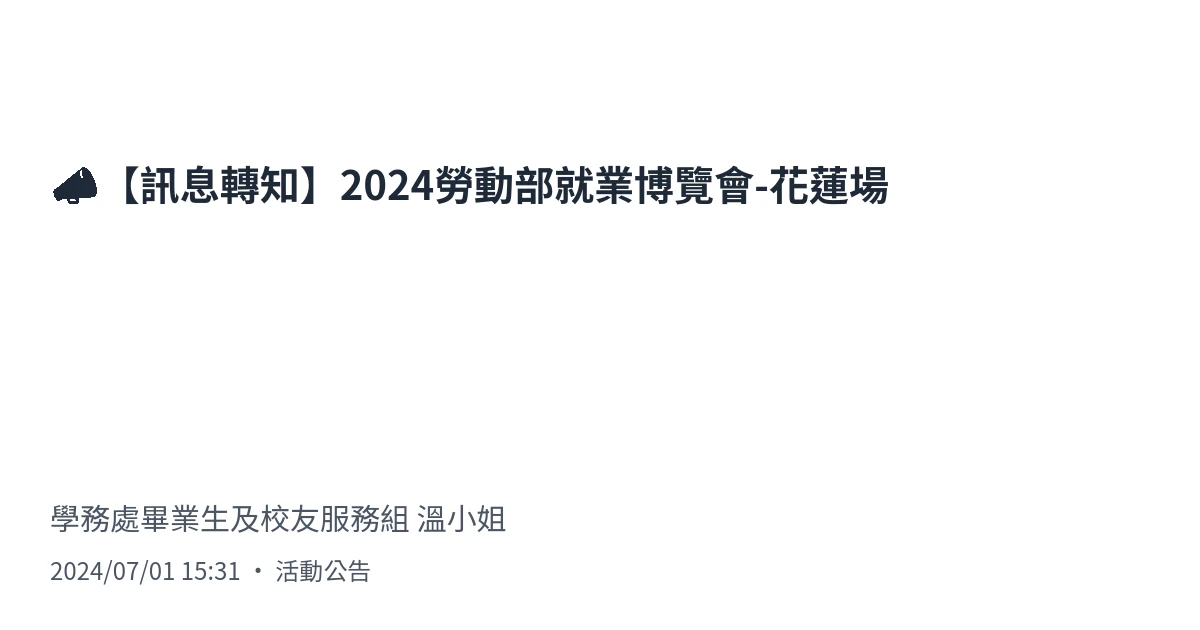 📣【訊息轉知】2024勞動部就業博覽會-花蓮場
學務處畢業生及校友服務組 溫小姐
2024/07/01 15:31 • 活動公告